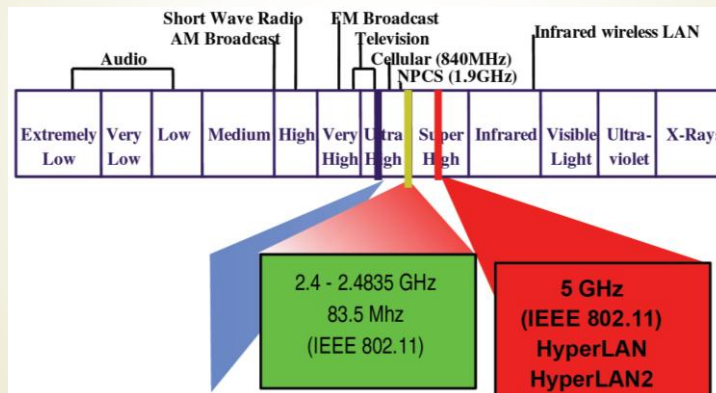 Short Wave Radio
FM Broadcast
Infrared wireless LAN
AM Broadcast
Television
Audio
Cellular (840MHz)
NPCS (1.9GHz)
Extremely Low
Very Low
Low
Medium
High
Very High
Ultra High
Super High
Infrared
Visible Light
Ultra-violet
X-Rays
2.4 - 2.4835 GHz
83.5 Mhz
(IEEE 802.11)
5 GHz
(IEEE 802.11)
HyperLAN
HyperLAN2